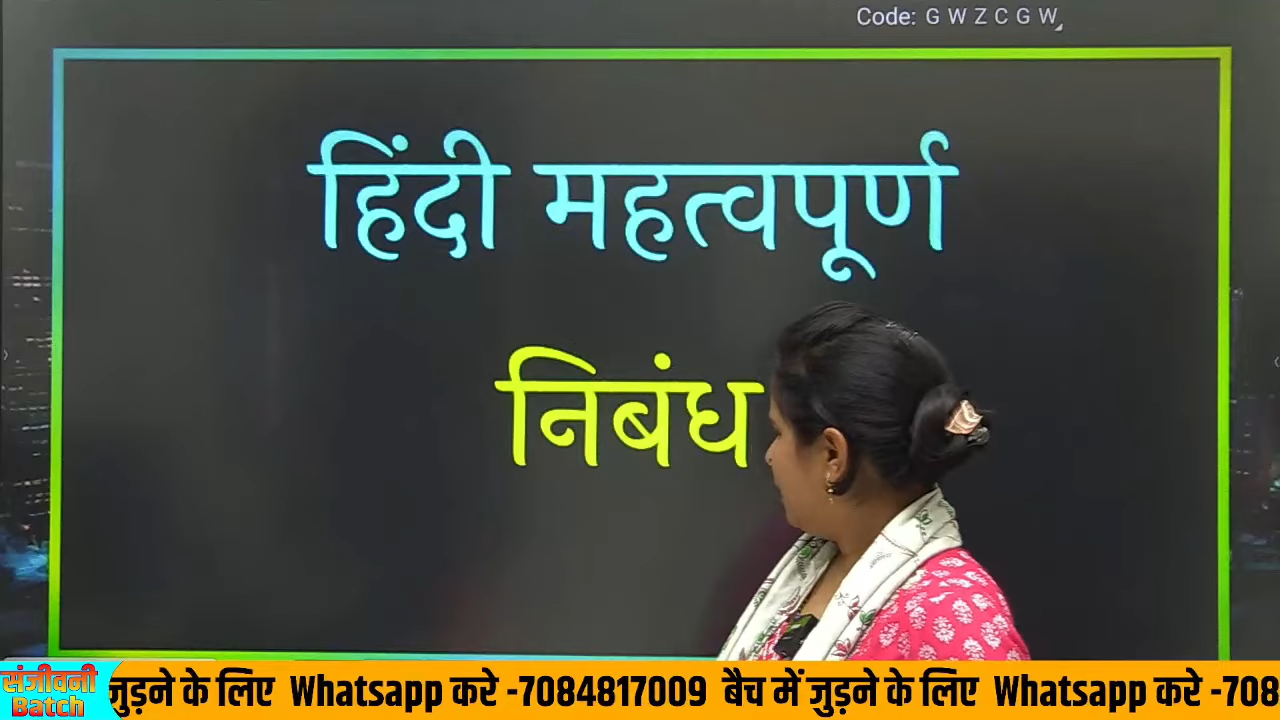 Code: G W Z C G W
हिंदी महत्वपूर्ण
निबंध
संजीवनी
Batch
जुड़ने के लिए Whatsapp करे -7084817009 बैच में जुड़ने के लिए Whatsapp करे -708